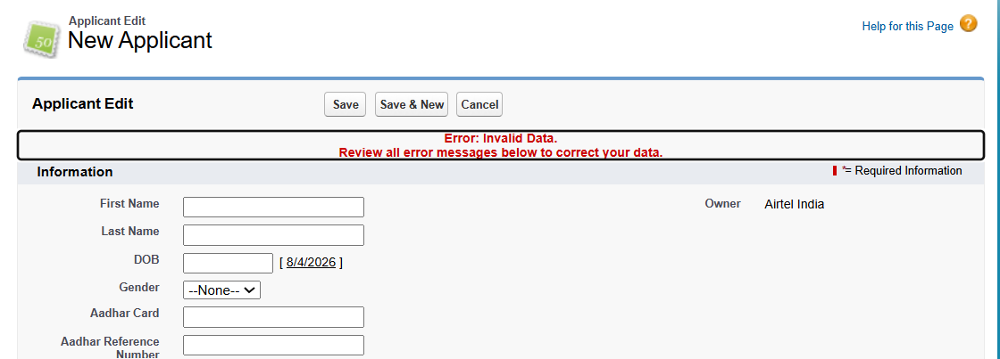 Applicant Edit
New Applicant
Help for this Page ?
50
Applicant Edit
Save
Save & New
Cancel
Error: Invalid Data.
Review all error messages below to correct your data.
Information
*= Required Information
First Name
Owner
Airtel India
Last Name
DOB
[ 8/4/2026 ]
Gender
--None--
Aadhar Card
Aadhar Reference
Number